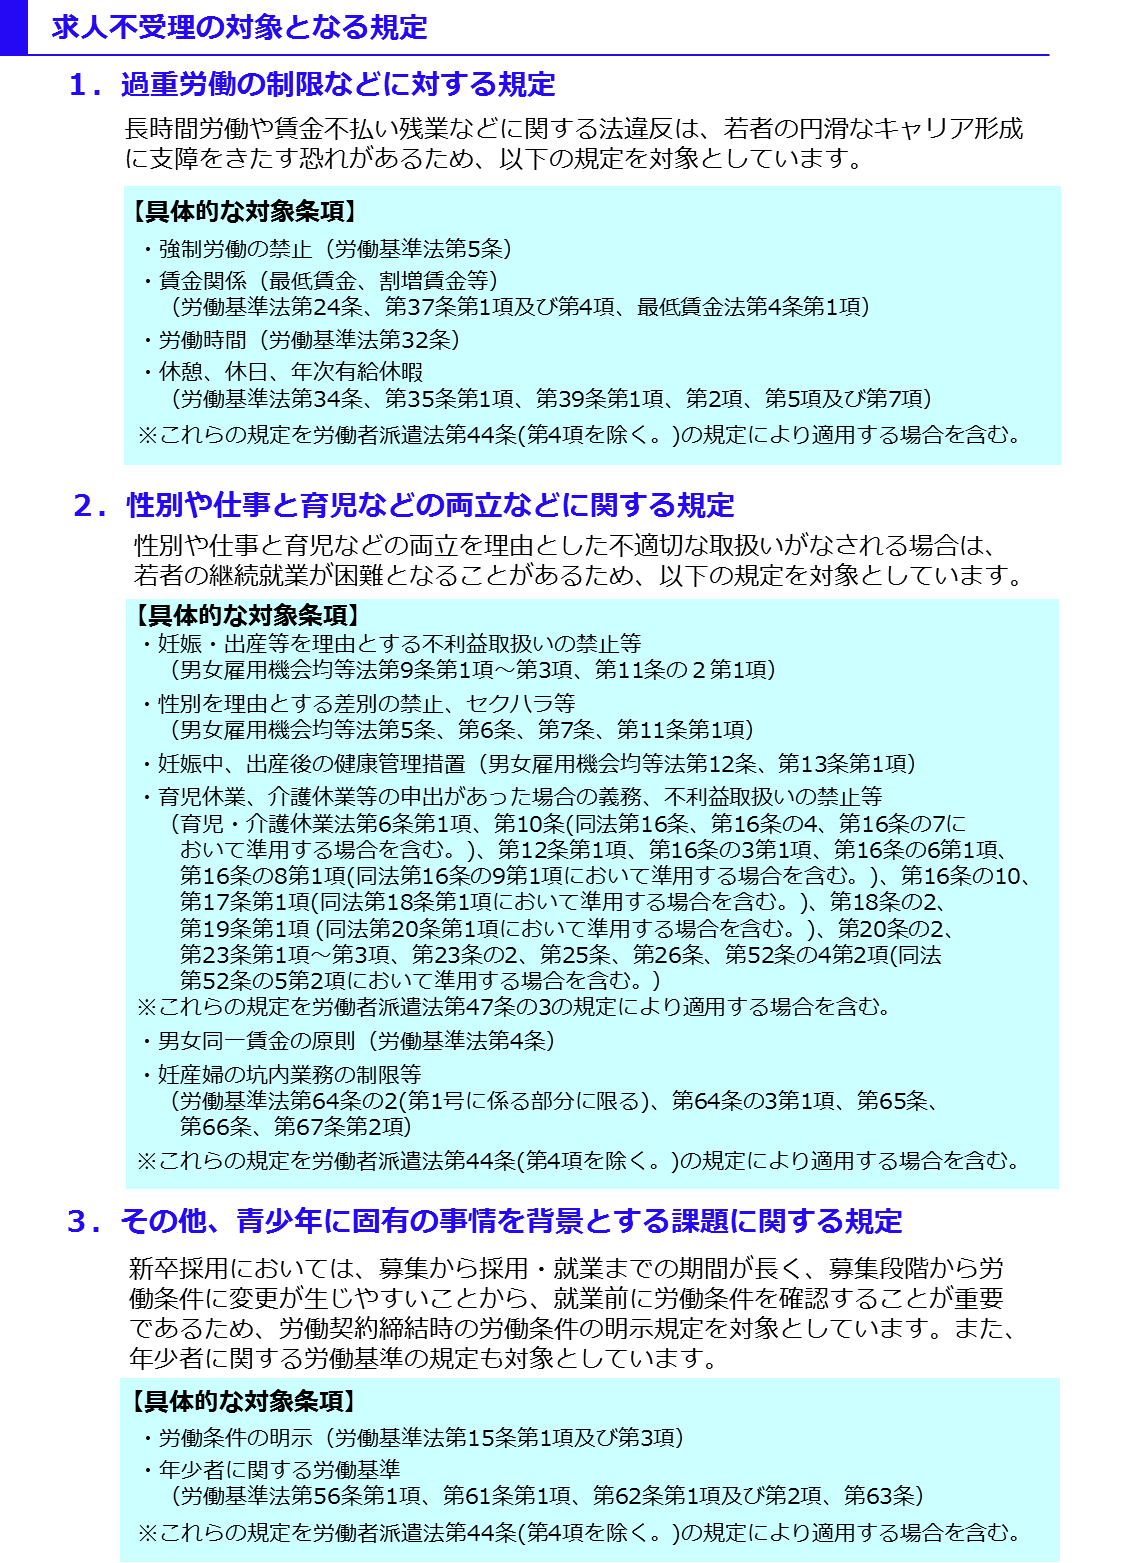 求人不受理の対象となる規定
１．過重労働の制限などに対する規定
長時間労働や賃金不払い残業などに関する法違反は、若者の円滑なキャリア形成
に支障をきたす恐れがあるため、以下の規定を対象としています。
【具体的な対象条項】
・強制労働の禁止（労働基準法第5条）
・賃金関係（最低賃金、割増賃金等）
（労働基準法第24条、第37条第1項及び第4項、最低賃金法第4条第1項）
・労働時間（労働基準法第32条）
・休憩、休日、年次有給休暇
（労働基準法第34条、第35条第1項、第39条第1項、第2項、第5項及び第7項）
※これらの規定を労働者派遣法第44条(第4項を除く。)の規定により適用する場合を含む。
２．性別や仕事と育児などの両立などに関する規定
性別や仕事と育児などの両立を理由とした不適切な取扱いがなされる場合は、
若者の継続就業が困難となることがあるため、以下の規定を対象としています。
【具体的な対象条項】
・妊娠・出産等を理由とする不利益取扱いの禁止等
（男女雇用機会均等法第9条第1項～第3項、第11条の２第1項）
・性別を理由とする差別の禁止、セクハラ等
（男女雇用機会均等法第5条、第6条、第7条、第11条第1項）
・妊娠中、出産後の健康管理措置（男女雇用機会均等法第12条、第13条第1項）
・育児休業、介護休業等の申出があった場合の義務、不利益取扱いの禁止等
（育児・介護休業法第6条第1項、第10条(同法第16条、第16条の4、第16条の7に
おいて準用する場合を含む。)、第12条第1項、第16条の3第1項、第16条の6第1項、
第16条の8第1項(同法第16条の9第1項において準用する場合を含む。)、第16条の10、
第17条第1項(同法第18条第1項において準用する場合を含む。)、第18条の2、
第19条第1項 (同法第20条第1項において準用する場合を含む。)、第20条の2、
第23条第1項～第3項、第23条の2、第25条、第26条、第52条の4第2項(同法
第52条の5第2項において準用する場合を含む。）
※これらの規定を労働者派遣法第47条の3の規定により適用する場合を含む。
・男女同一賃金の原則（労働基準法第4条）
・妊産婦の坑内業務の制限等
（労働基準法第64条の2(第1号に係る部分に限る)、第64条の3第1項、第65条、
第66条、第67条第2項）
※これらの規定を労働者派遣法第44条(第4項を除く。)の規定により適用する場合を含む。
３．その他、青少年に固有の事情を背景とする課題に関する規定
新卒採用においては、募集から採用・就業までの期間が長く、募集段階から労
働条件に変更が生じやすいことから、就業前に労働条件を確認することが重要
であるため、労働契約締結時の労働条件の明示規定を対象としています。また、
年少者に関する労働基準の規定も対象としています。
【具体的な対象条項】
・労働条件の明示（労働基準法第15条第1項及び第3項）
・年少者に関する労働基準
（労働基準法第56条第1項、第61条第1項、第62条第1項及び第2項、第63条）
※これらの規定を労働者派遣法第44条(第4項を除く。)の規定により適用する場合を含む。